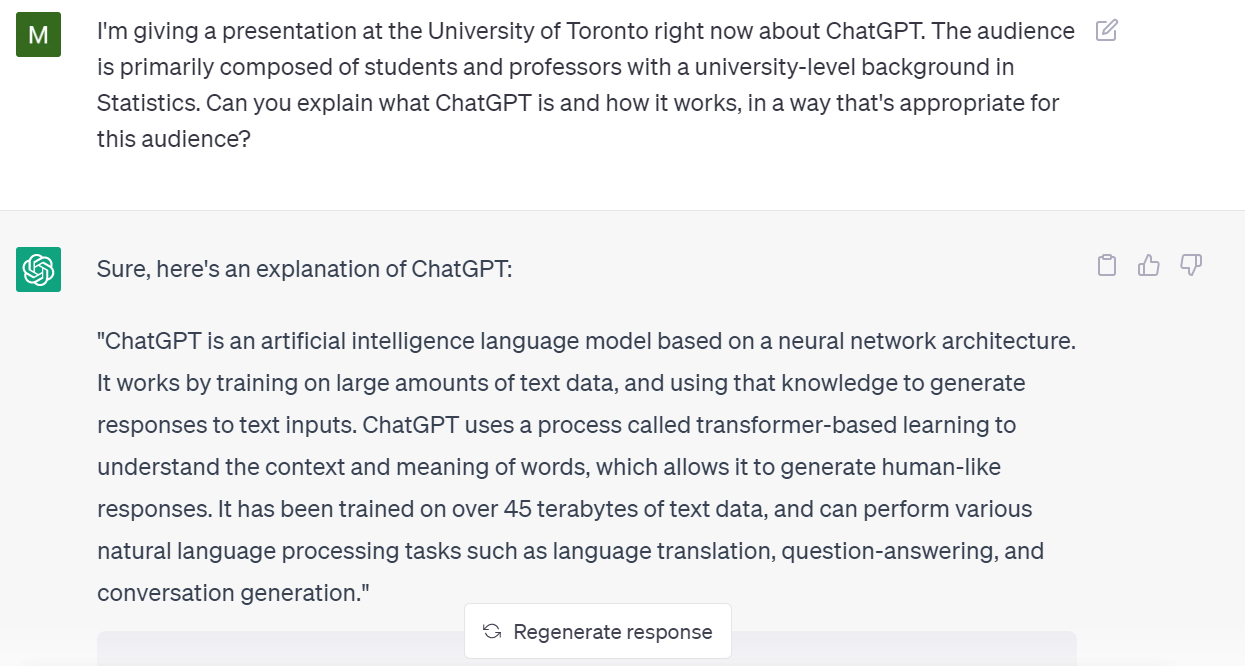 M
I'm giving a presentation at the University of Toronto right now about ChatGPT. The audience
is primarily composed of students and professors with a university-level background in
Statistics. Can you explain what ChatGPT is and how it works, in a way that's appropriate for
this audience?
Sure, here's an explanation of ChatGPT:
"ChatGPT is an artificial intelligence language model based on a neural network architecture.
It works by training on large amounts of text data, and using that knowledge to generate
responses to text inputs. ChatGPT uses a process called transformer-based learning to
understand the context and meaning of words, which allows it to generate human-like
responses. It has been trained on over 45 terabytes of text data, and can perform various
natural language processing tasks such as language translation, question-answering, and
conversation generation."
Regenerate response